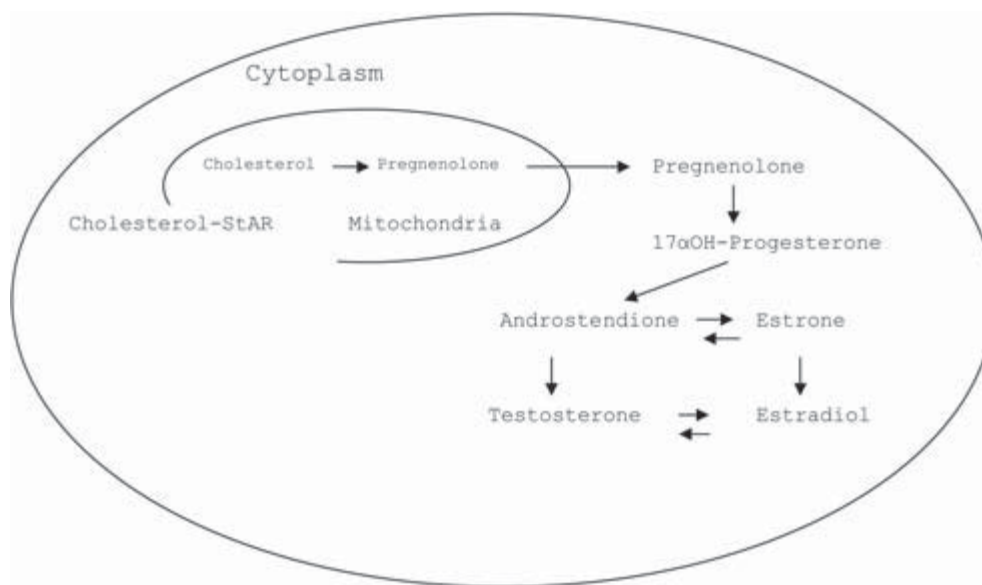 Cytoplasm
Cholesterol
Pregnenolone
Pregnenolone
Cholesterol-StAR
Mitochondria
17αOH-Progesterone
Androstendione
Estrone
Testosterone
Estradiol